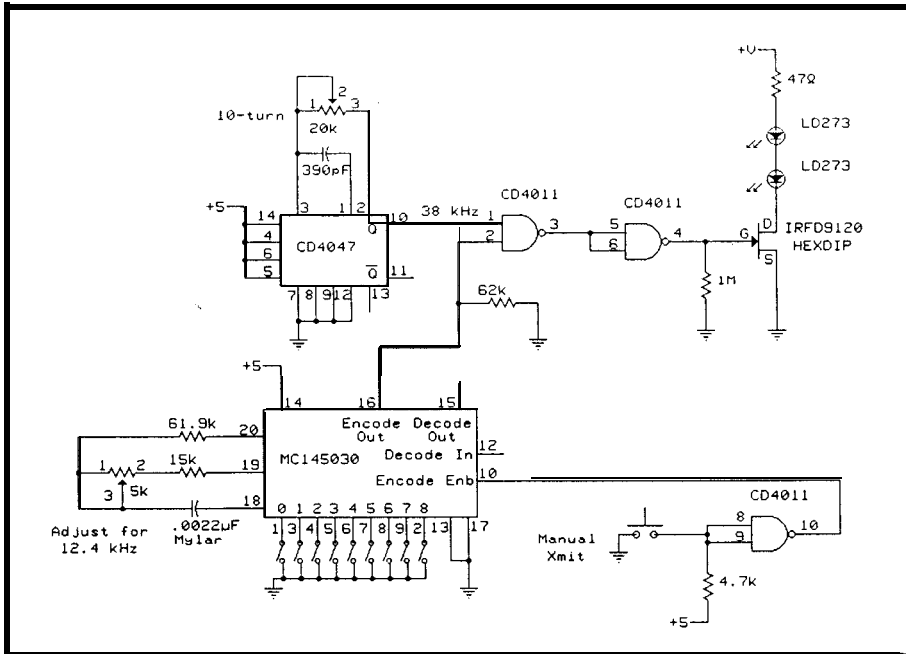 +V
47Ω
LD273
LD273
10-turn
1 2 3
20k
390pF
+5
3 1 2
14
4
6
5
CD4047
Q 10
Q 11
7 8 9 12 13
38 kHz
CD4011
1
2
3
CD4011
5
6
4
G D S
IRFD9120
HEXDIP
1M
62k
+5
14 16 15
Encode Out
Decode Out
Decode In 12
Encode Enb 10
MC145030
61.9k 20
1 2 15k 19
3 5k 18
.0022µF
Mylar
Adjust for
12.4 kHz
0 1 2 3 4 5 6 7 8
1 3 4 5 6 7 8 9 2 13 17
CD4011
8
9
10
Manual
Xmit
4.7k
+5